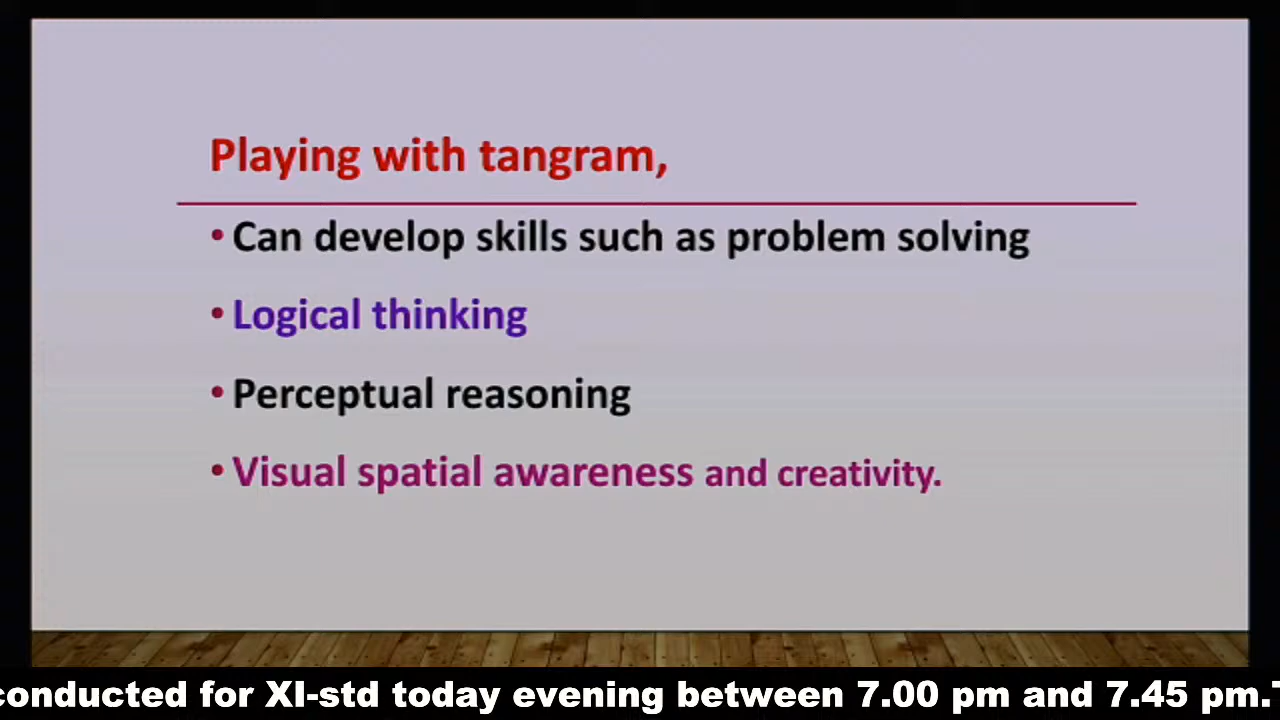 Playing with tangram,
• Can develop skills such as problem solving
• Logical thinking
• Perceptual reasoning
• Visual spatial awareness and creativity.
conducted for XI-std today evening between 7.00 pm and 7.45 pm.